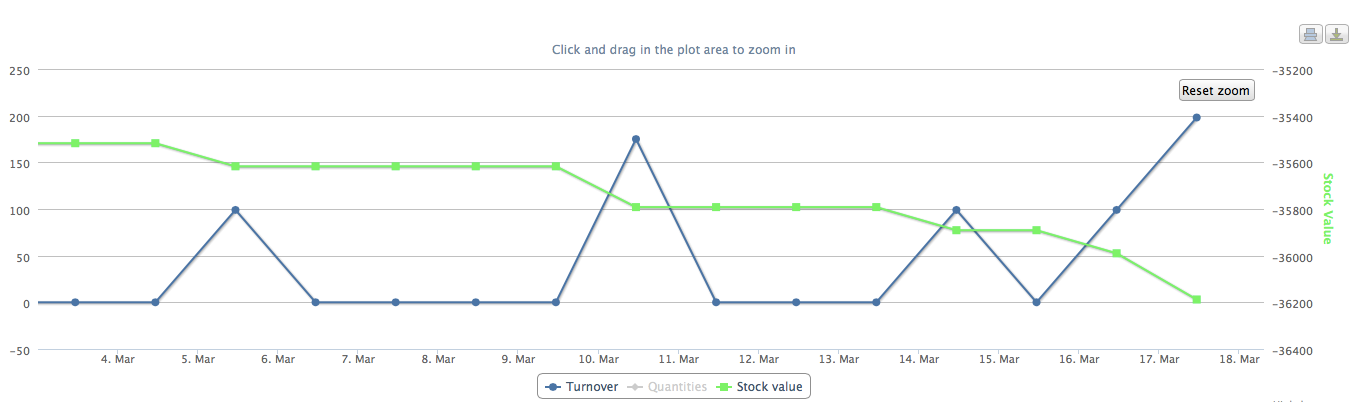 Click and drag in the plot area to zoom in
250
200
150
100
50
0
−50
Reset zoom
−35200
−35400
−35600
−35800
−36000
−36200
−36400
Stock Value
4. Mar 5. Mar 6. Mar 7. Mar 8. Mar 9. Mar 10. Mar 11. Mar 12. Mar 13. Mar 14. Mar 15. Mar 16. Mar 17. Mar 18. Mar
Turnover Quantities Stock value